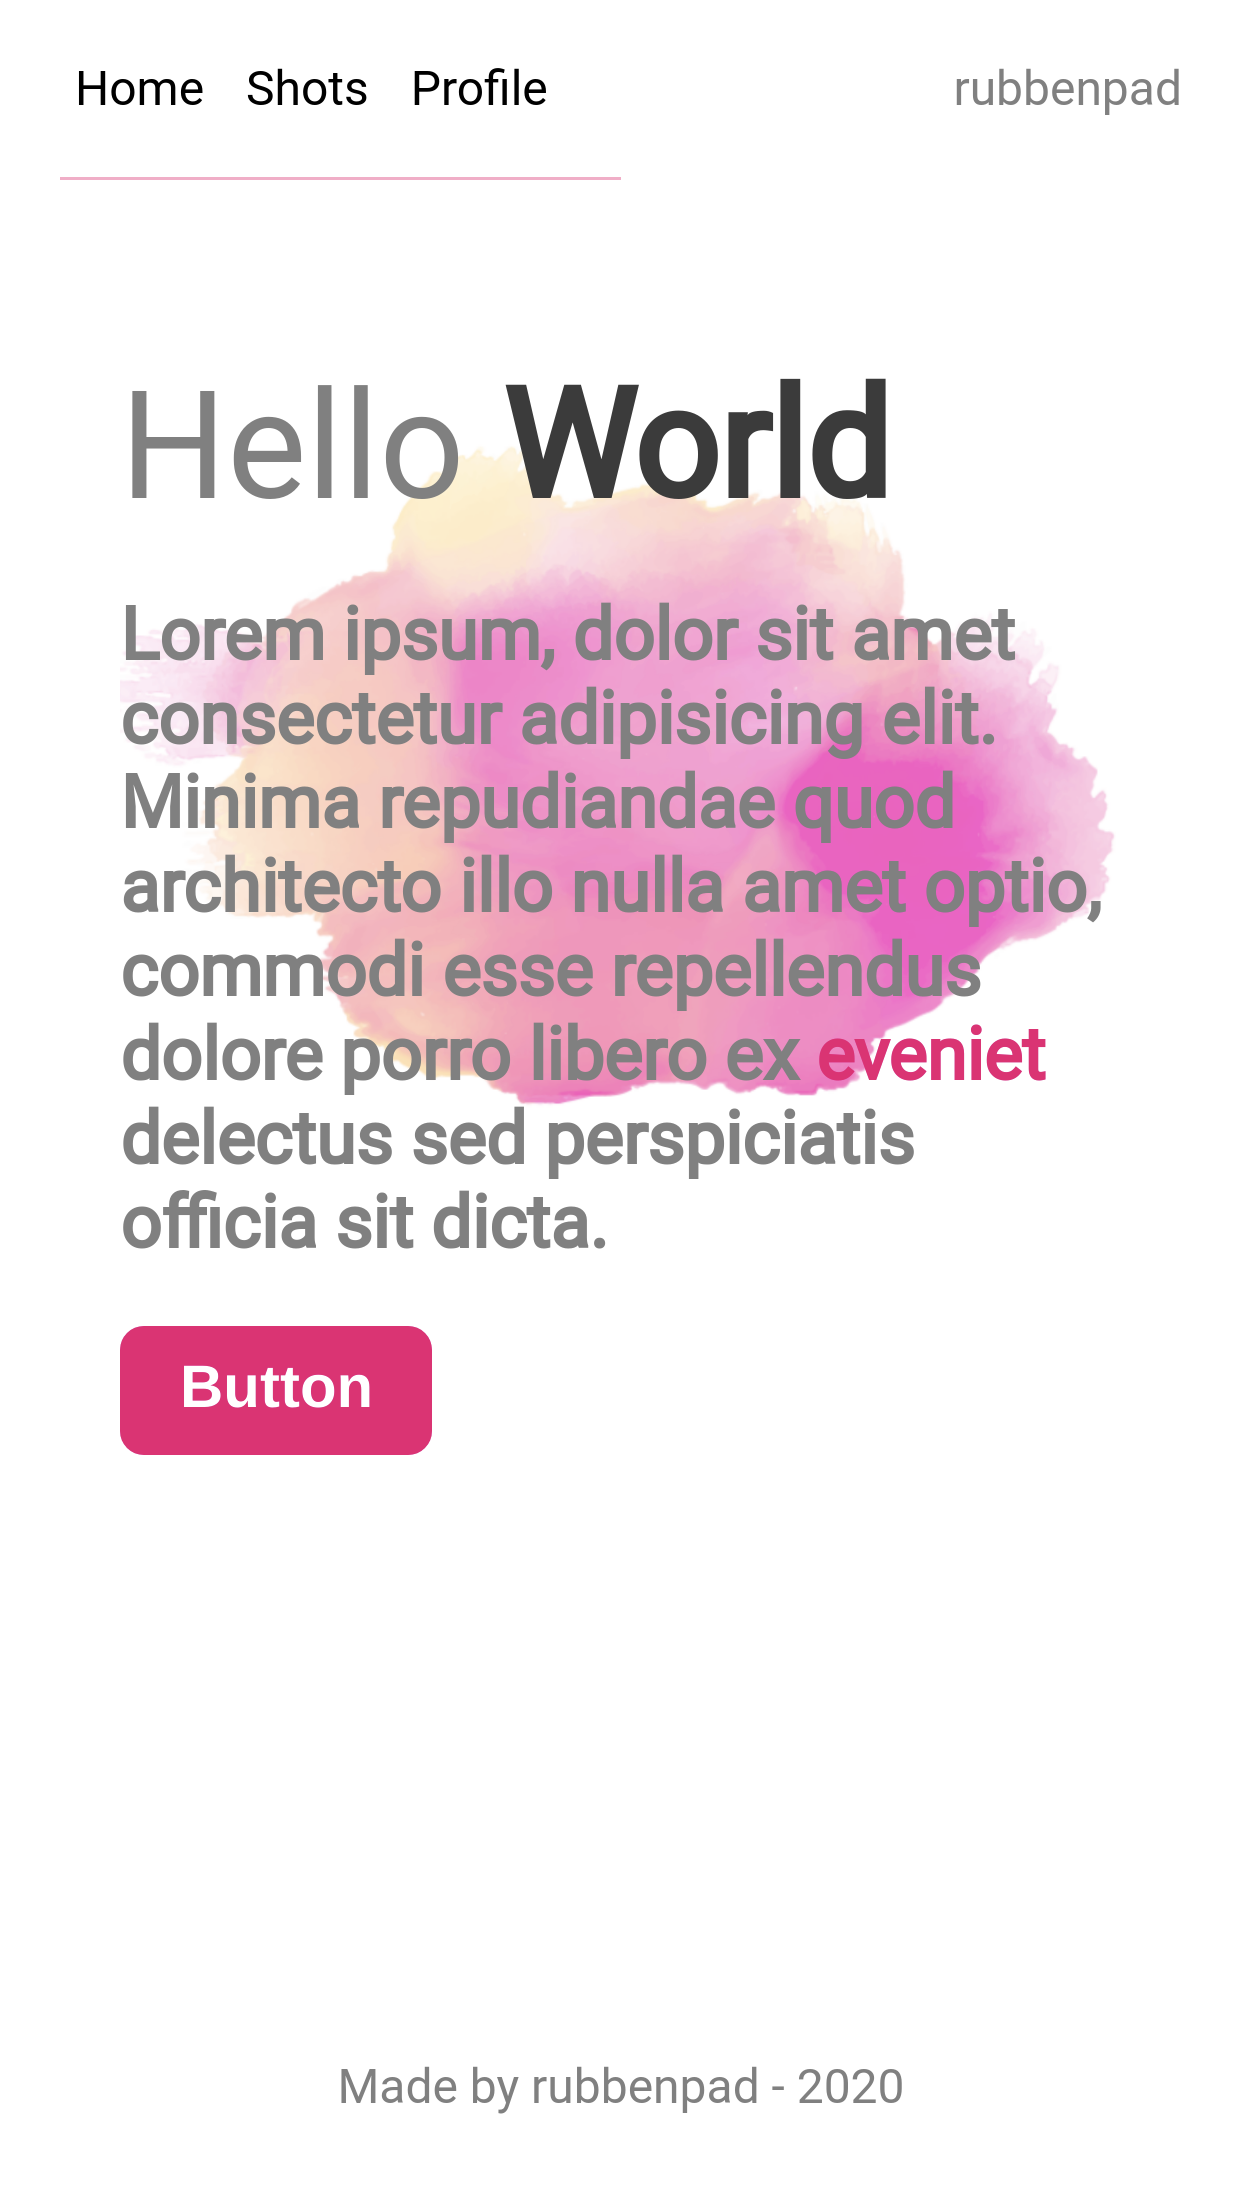 Home Shots Profile rubbenpad
Hello World
Lorem ipsum, dolor sit amet
consectetur adipisicing elit.
Minima repudiandae quod
architecto illo nulla amet optio,
commodi esse repellendus
dolore porro libero ex eveniet
delectus sed perspiciatis
officia sit dicta.
Button
Made by rubbenpad - 2020